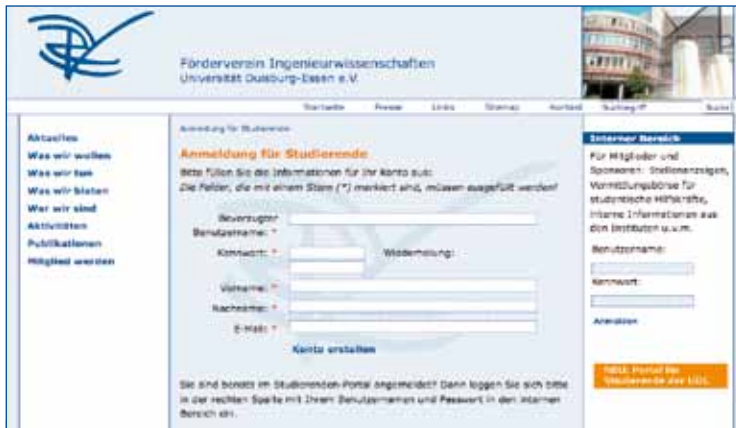 Förderverein Ingenieurwissenschaften
Universität Duisburg-Essen e.V.
Startseite Presse Links Sitemap Kontakt Suchbegriff Suche
Aktuelles
Was wir wollen
Was wir tun
Was wir bieten
Wer wir sind
Aktivitäten
Publikationen
Mitglied werden
Anmeldung für Studierende
Anmeldung für Studierende
Bitte füllen Sie die Informationen für Ihr Konto aus:
Die Felder, die mit einem Stern (*) markiert sind, müssen ausgefüllt werden!
Bevorzugter
Benutzername: *
Kennwort: * Wiederholung:
Vorname: *
Nachname: *
E-Mail: *
Konto erstellen
Sie sind bereits im Studierenden-Portal angemeldet? Dann loggen Sie sich bitte
in der rechten Spalte mit Ihrem Benutzernamen und Passwort in den internen
Bereich ein.
Interner Bereich
Für Mitglieder und
Sponsoren: Stellenanzeigen,
Vermittlungsbörse für
studentische Hilfskräfte,
interne Informationen aus
den Instituten u.v.m.
Benutzername:
Kennwort:
Anmelden
NEU: Portal für
Studierende der UDE